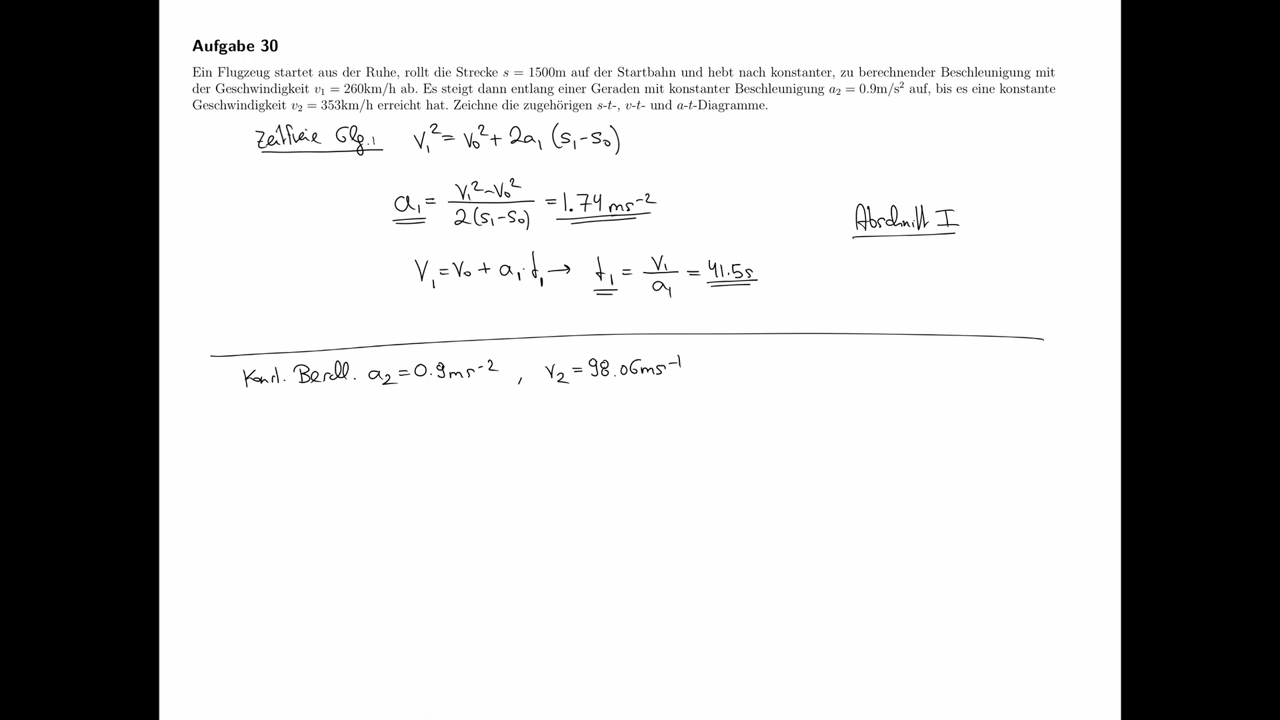 Aufgabe 30
Ein Flugzeug startet aus der Ruhe, rollt die Strecke s = 1500m auf der Startbahn und hebt nach konstanter, zu berechnender Beschleunigung mit
der Geschwindigkeit v₁ = 260km/h ab. Es steigt dann entlang einer Geraden mit konstanter Beschleunigung a₂ = 0.9m/s² auf, bis es eine konstante
Geschwindigkeit v₂ = 353km/h erreicht hat. Zeichne die zugehörigen s-t-, v-t- und a-t-Diagramme.
Zeitfreie Glg. V₁² = V₀² + 2a₁ (s₁-s₀)
a₁ = (V₁²-V₀²) / (2(s₁-s₀)) = 1.74 ms⁻²
Abschnitt I
V₁ = V₀ + a₁·t₁ → t₁ = V₁/a₁ = 41.5s
Konst. Beschl. a₂ = 0.9ms⁻² , V₂ = 98.06ms⁻¹